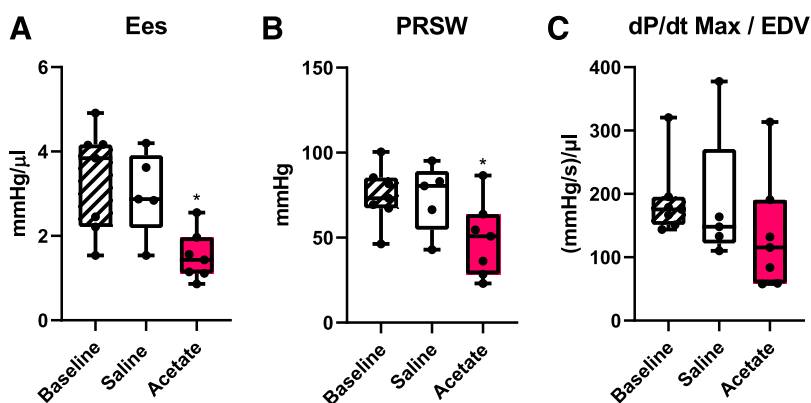 A
Ees
mmHg/μl
6
4
2
0
*
Baseline
Saline
Acetate
B
PRSW
mmHg
150
100
50
0
*
Baseline
Saline
Acetate
C
dP/dt Max / EDV
(mmHg/s)/μl
400
300
200
100
0
Baseline
Saline
Acetate